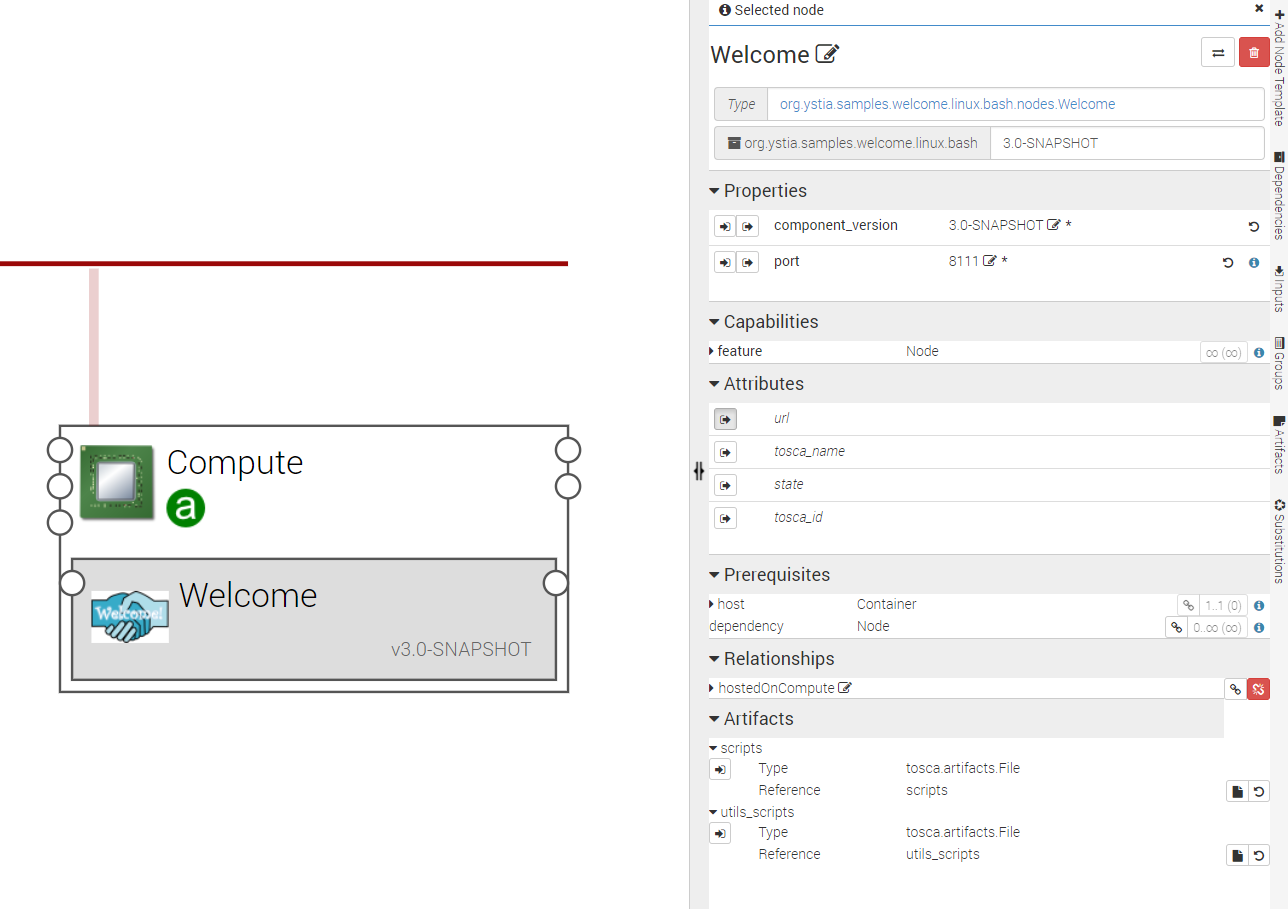 Selected node
Welcome
Type org.ystia.samples.welcome.linux.bash.nodes.Welcome
org.ystia.samples.welcome.linux.bash 3.0-SNAPSHOT
Properties
component_version 3.0-SNAPSHOT *
port 8111 *
Capabilities
feature Node ∞ (∞)
Attributes
url
tosca_name
state
tosca_id
Prerequisites
host Container 1..1 (0)
dependency Node 0..∞ (∞)
Relationships
hostedOnCompute
Artifacts
scripts
Type tosca.artifacts.File
Reference scripts
utils_scripts
Type tosca.artifacts.File
Reference utils_scripts
Add Node Template
Dependencies
Inputs
Groups
Artifacts
Substitutions
Compute
a
Welcome!
Welcome
v3.0-SNAPSHOT